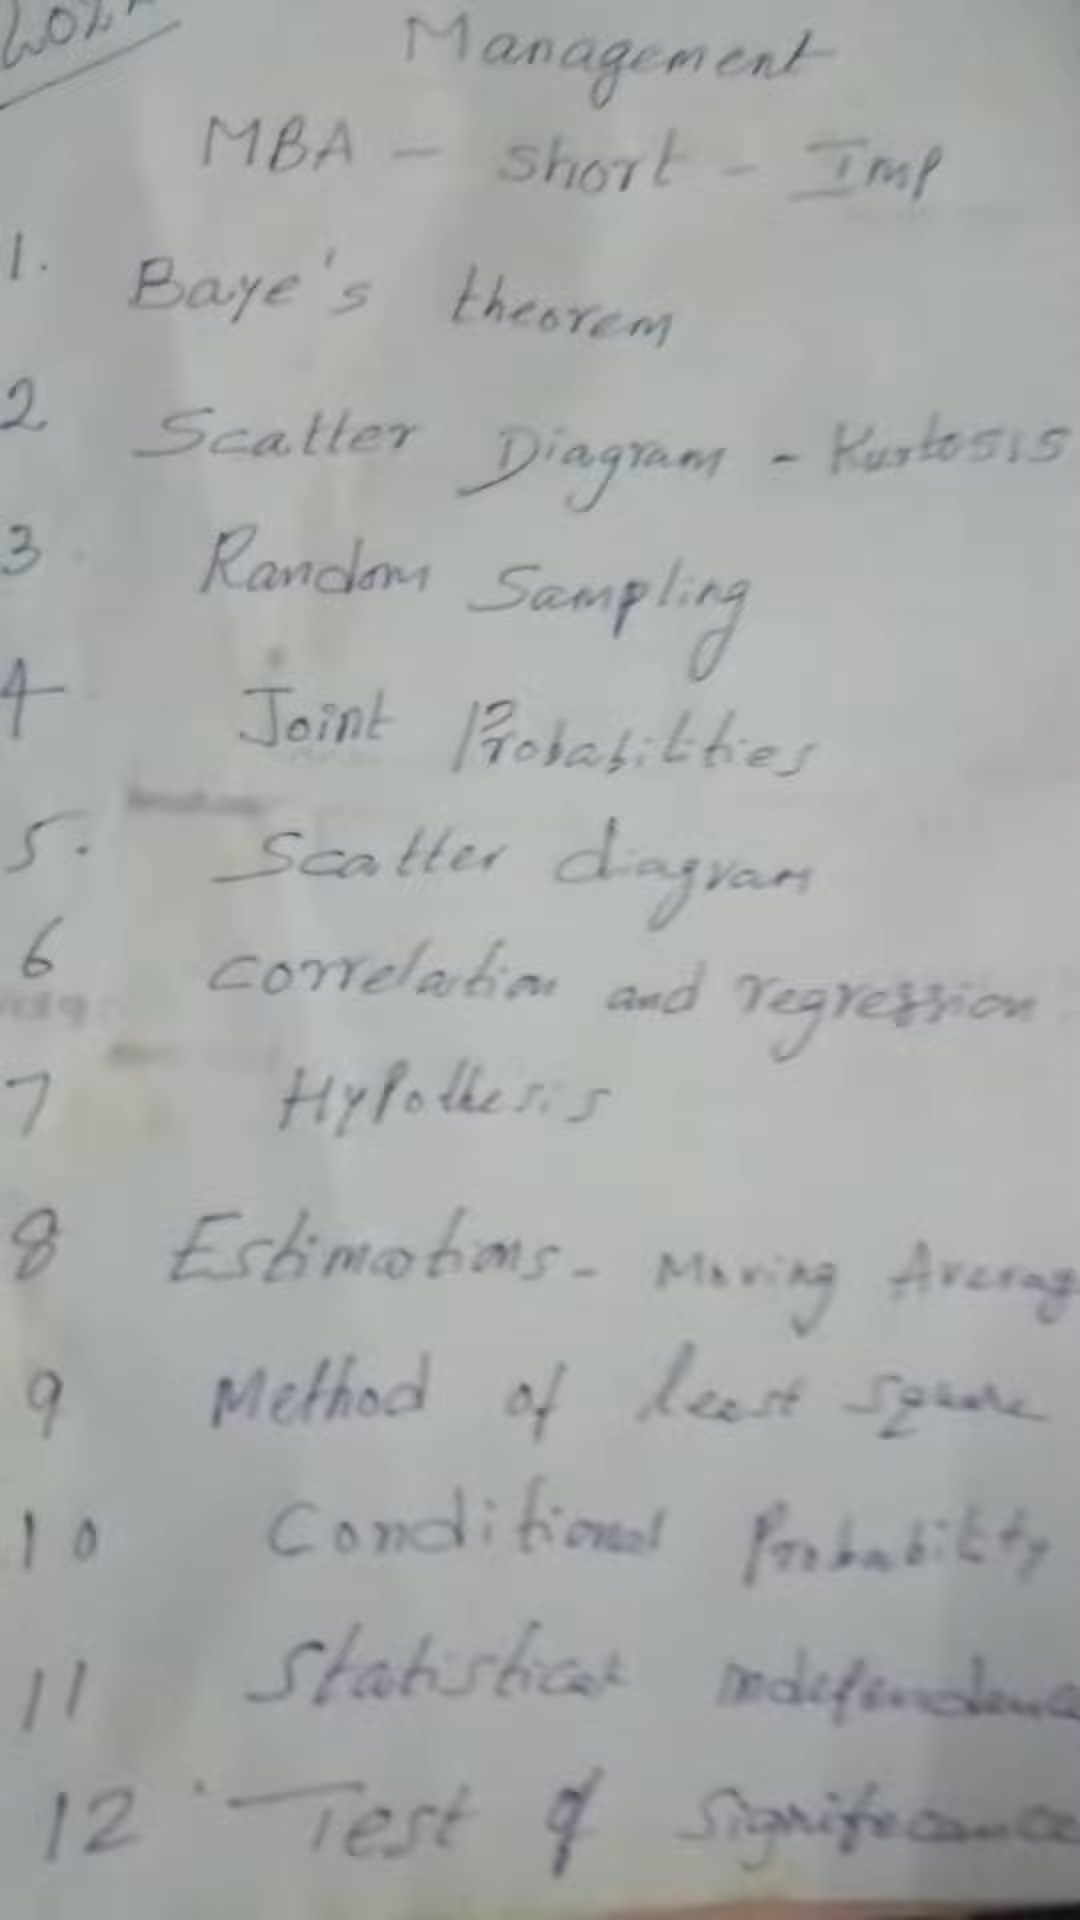 Management
MBA - Short - Imp
1. Baye's theorem
2 Scatter Diagram - Kurtosis
3 Random Sampling
4 Joint Probabilities
5. Scatter diagram
6 Correlation and regression
7 Hypothesis
8 Estimations - Moving Averag
9 Method of least square
10 Conditional Probability
11 Statistical independence
12. Test of Significance